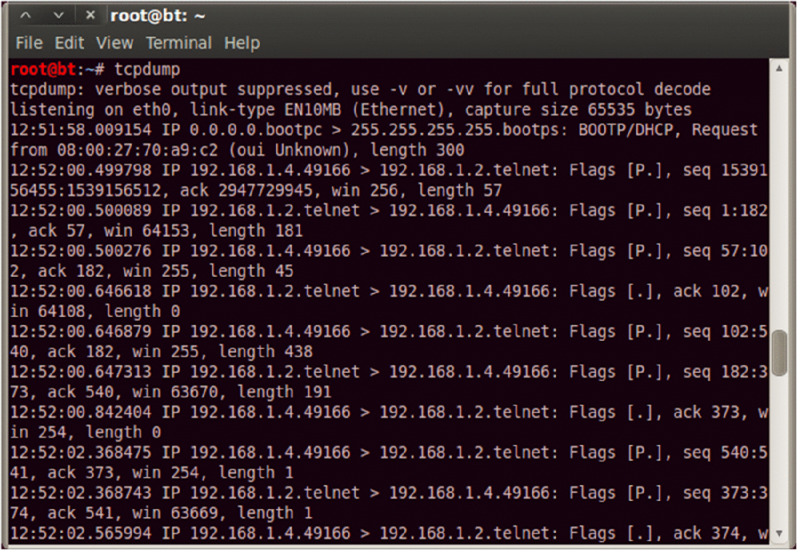 root@bt: ~
File Edit View Terminal Help
root@bt:~# tcpdump
tcpdump: verbose output suppressed, use -v or -vv for full protocol decode
listening on eth0, link-type EN10MB (Ethernet), capture size 65535 bytes
12:51:58.009154 IP 0.0.0.0.bootpc > 255.255.255.255.bootps: BOOTP/DHCP, Request
from 08:00:27:70:a9:c2 (oui Unknown), length 300
12:52:00.499798 IP 192.168.1.4.49166 > 192.168.1.2.telnet: Flags [P.], seq 15391
56455:1539156512, ack 2947729945, win 256, length 57
12:52:00.500089 IP 192.168.1.2.telnet > 192.168.1.4.49166: Flags [P.], seq 1:182
, ack 57, win 64153, length 181
12:52:00.500276 IP 192.168.1.4.49166 > 192.168.1.2.telnet: Flags [P.], seq 57:10
2, ack 182, win 255, length 45
12:52:00.646618 IP 192.168.1.2.telnet > 192.168.1.4.49166: Flags [.], ack 102, w
in 64108, length 0
12:52:00.646879 IP 192.168.1.4.49166 > 192.168.1.2.telnet: Flags [P.], seq 102:5
40, ack 182, win 255, length 438
12:52:00.647313 IP 192.168.1.2.telnet > 192.168.1.4.49166: Flags [P.], seq 182:3
73, ack 540, win 63670, length 191
12:52:00.842404 IP 192.168.1.4.49166 > 192.168.1.2.telnet: Flags [.], ack 373, w
in 254, length 0
12:52:02.368475 IP 192.168.1.4.49166 > 192.168.1.2.telnet: Flags [P.], seq 540:5
41, ack 373, win 254, length 1
12:52:02.368743 IP 192.168.1.2.telnet > 192.168.1.4.49166: Flags [P.], seq 373:3
74, ack 541, win 63669, length 1
12:52:02.565994 IP 192.168.1.4.49166 > 192.168.1.2.telnet: Flags [.], ack 374, w